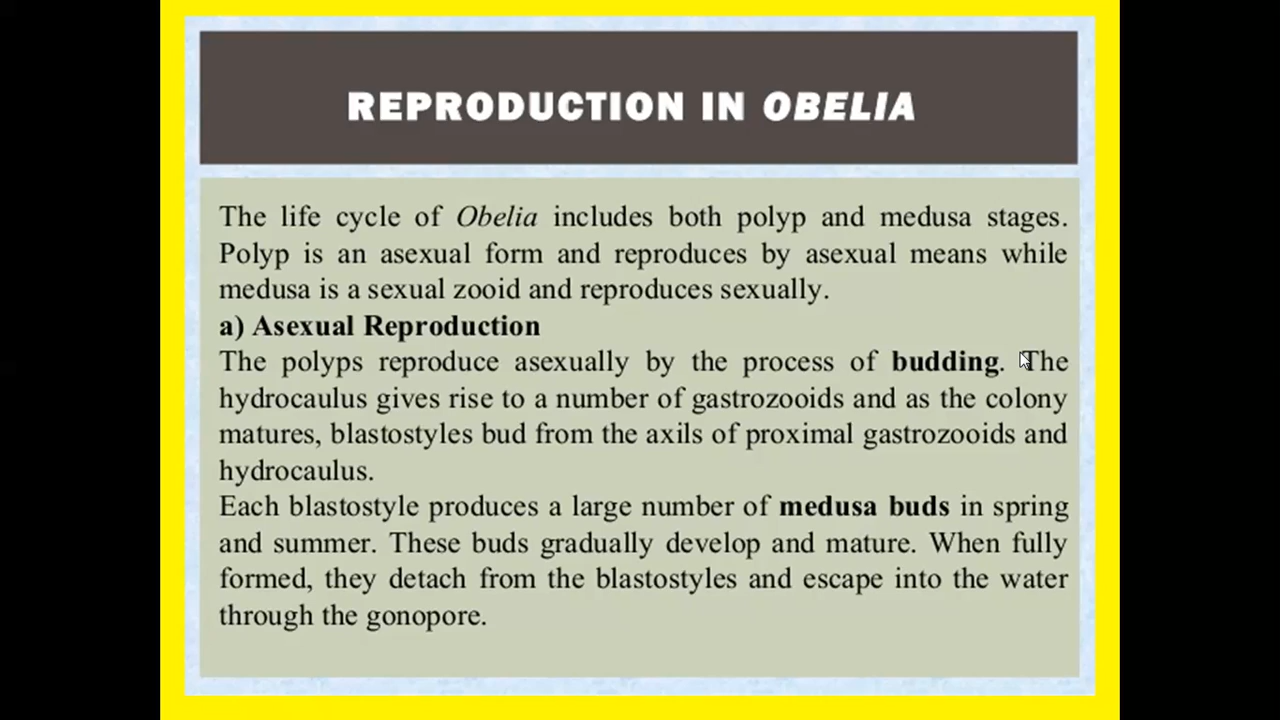 REPRODUCTION IN OBELIA
The life cycle of Obelia includes both polyp and medusa stages.
Polyp is an asexual form and reproduces by asexual means while
medusa is a sexual zooid and reproduces sexually.
a) Asexual Reproduction
The polyps reproduce asexually by the process of budding. The
hydrocaulus gives rise to a number of gastrozooids and as the colony
matures, blastostyles bud from the axils of proximal gastrozooids and
hydrocaulus.
Each blastostyle produces a large number of medusa buds in spring
and summer. These buds gradually develop and mature. When fully
formed, they detach from the blastostyles and escape into the water
through the gonopore.